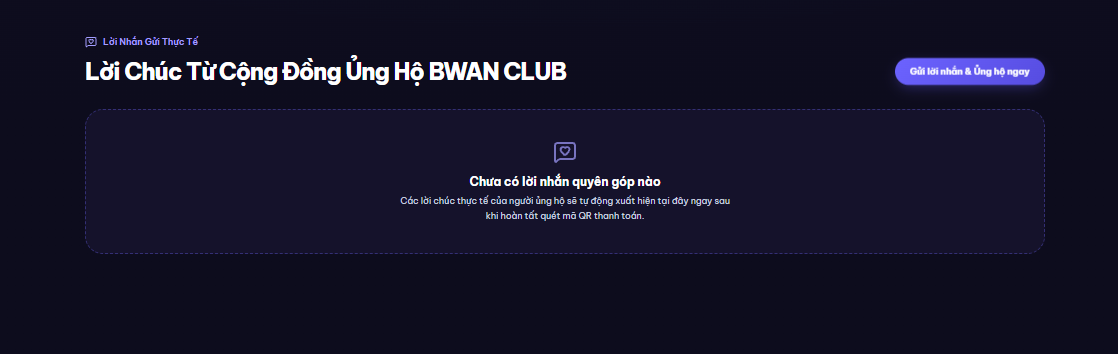 Lời Nhắn Gửi Thực Tế
Lời Chúc Từ Cộng Đồng Ủng Hộ BWAN CLUB
Gửi lời nhắn & Ủng hộ ngay
Chưa có lời nhắn quyên góp nào
Các lời chúc thực tế của người ủng hộ sẽ tự động xuất hiện tại đây ngay sau
khi hoàn tất quét mã QR thanh toán.